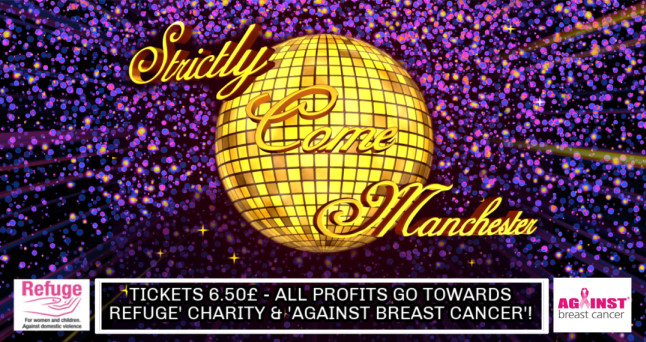 Strictly
Come
Manchester
Refuge
For women and children.
Against domestic violence.
TICKETS 6.50£ - ALL PROFITS GO TOWARDS
REFUGE' CHARITY & 'AGAINST BREAST CANCER'!
AGAINST
breast cancer